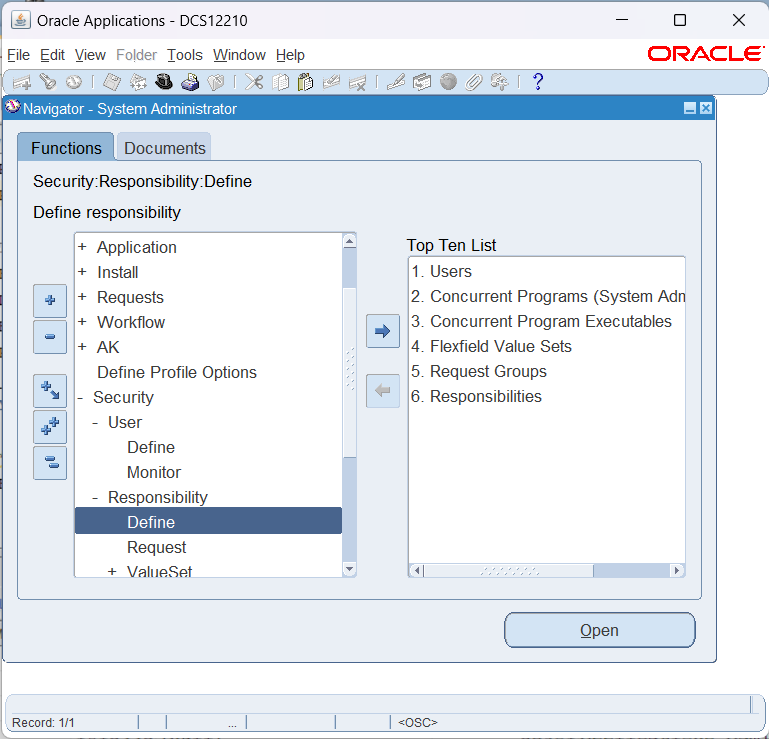 Oracle Applications - DCS12210
File Edit View Folder Tools Window Help
ORACLE
?
Navigator - System Administrator
Functions Documents
Security:Responsibility:Define
Define responsibility
+ Application
+ Install
+ Requests
+ Workflow
+ AK
Define Profile Options
- Security
- User
Define
Monitor
- Responsibility
Define
Request
+ ValueSet
Top Ten List
1. Users
2. Concurrent Programs (System Adm
3. Concurrent Program Executables
4. Flexfield Value Sets
5. Request Groups
6. Responsibilities
Open
Record: 1/1 ... <OSC>